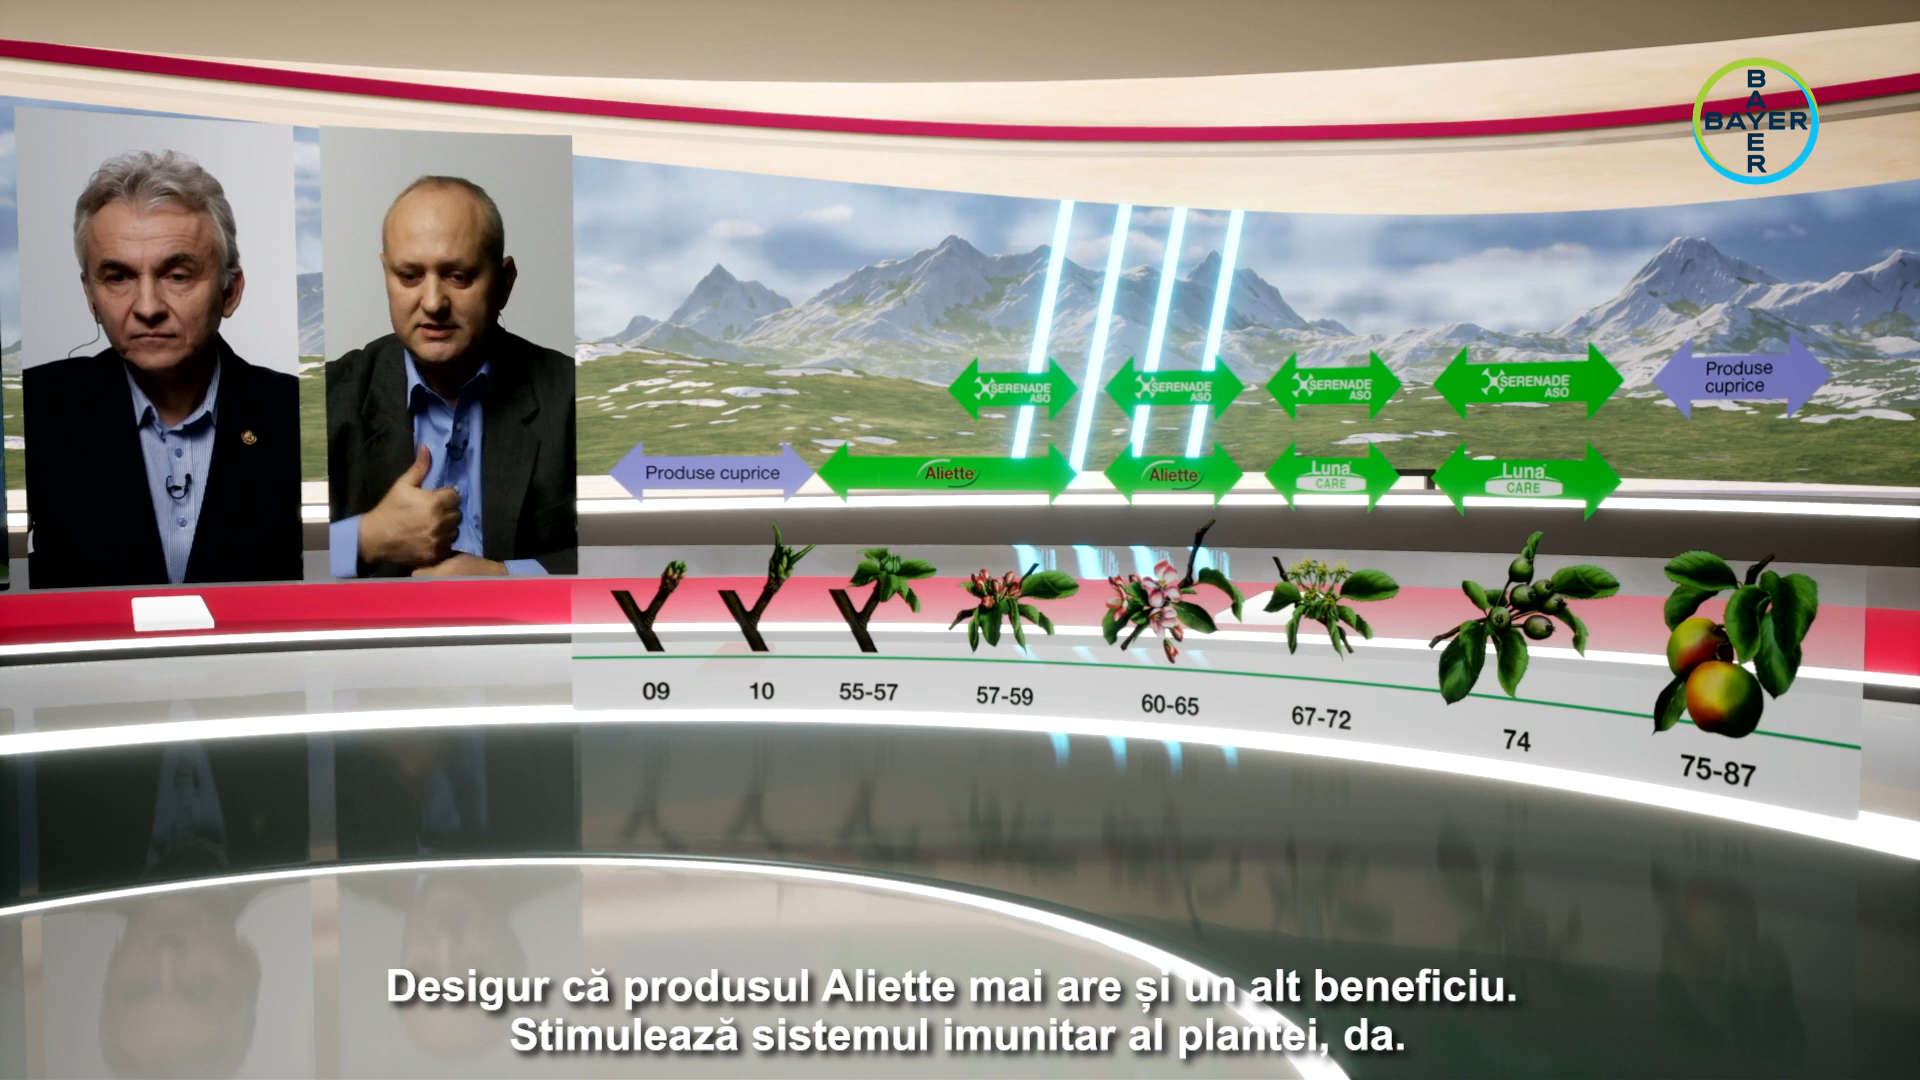 BAYER
BAYER
SERENADE ASO
SERENADE ASO
SERENADE ASO
SERENADE ASO
Produse cuprice
Produse cuprice
Aliette
Aliette
Luna CARE
Luna CARE
09
10
55-57
57-59
60-65
67-72
74
75-87
Desigur că produsul Aliette mai are și un alt beneficiu.
Stimulează sistemul imunitar al plantei, da.